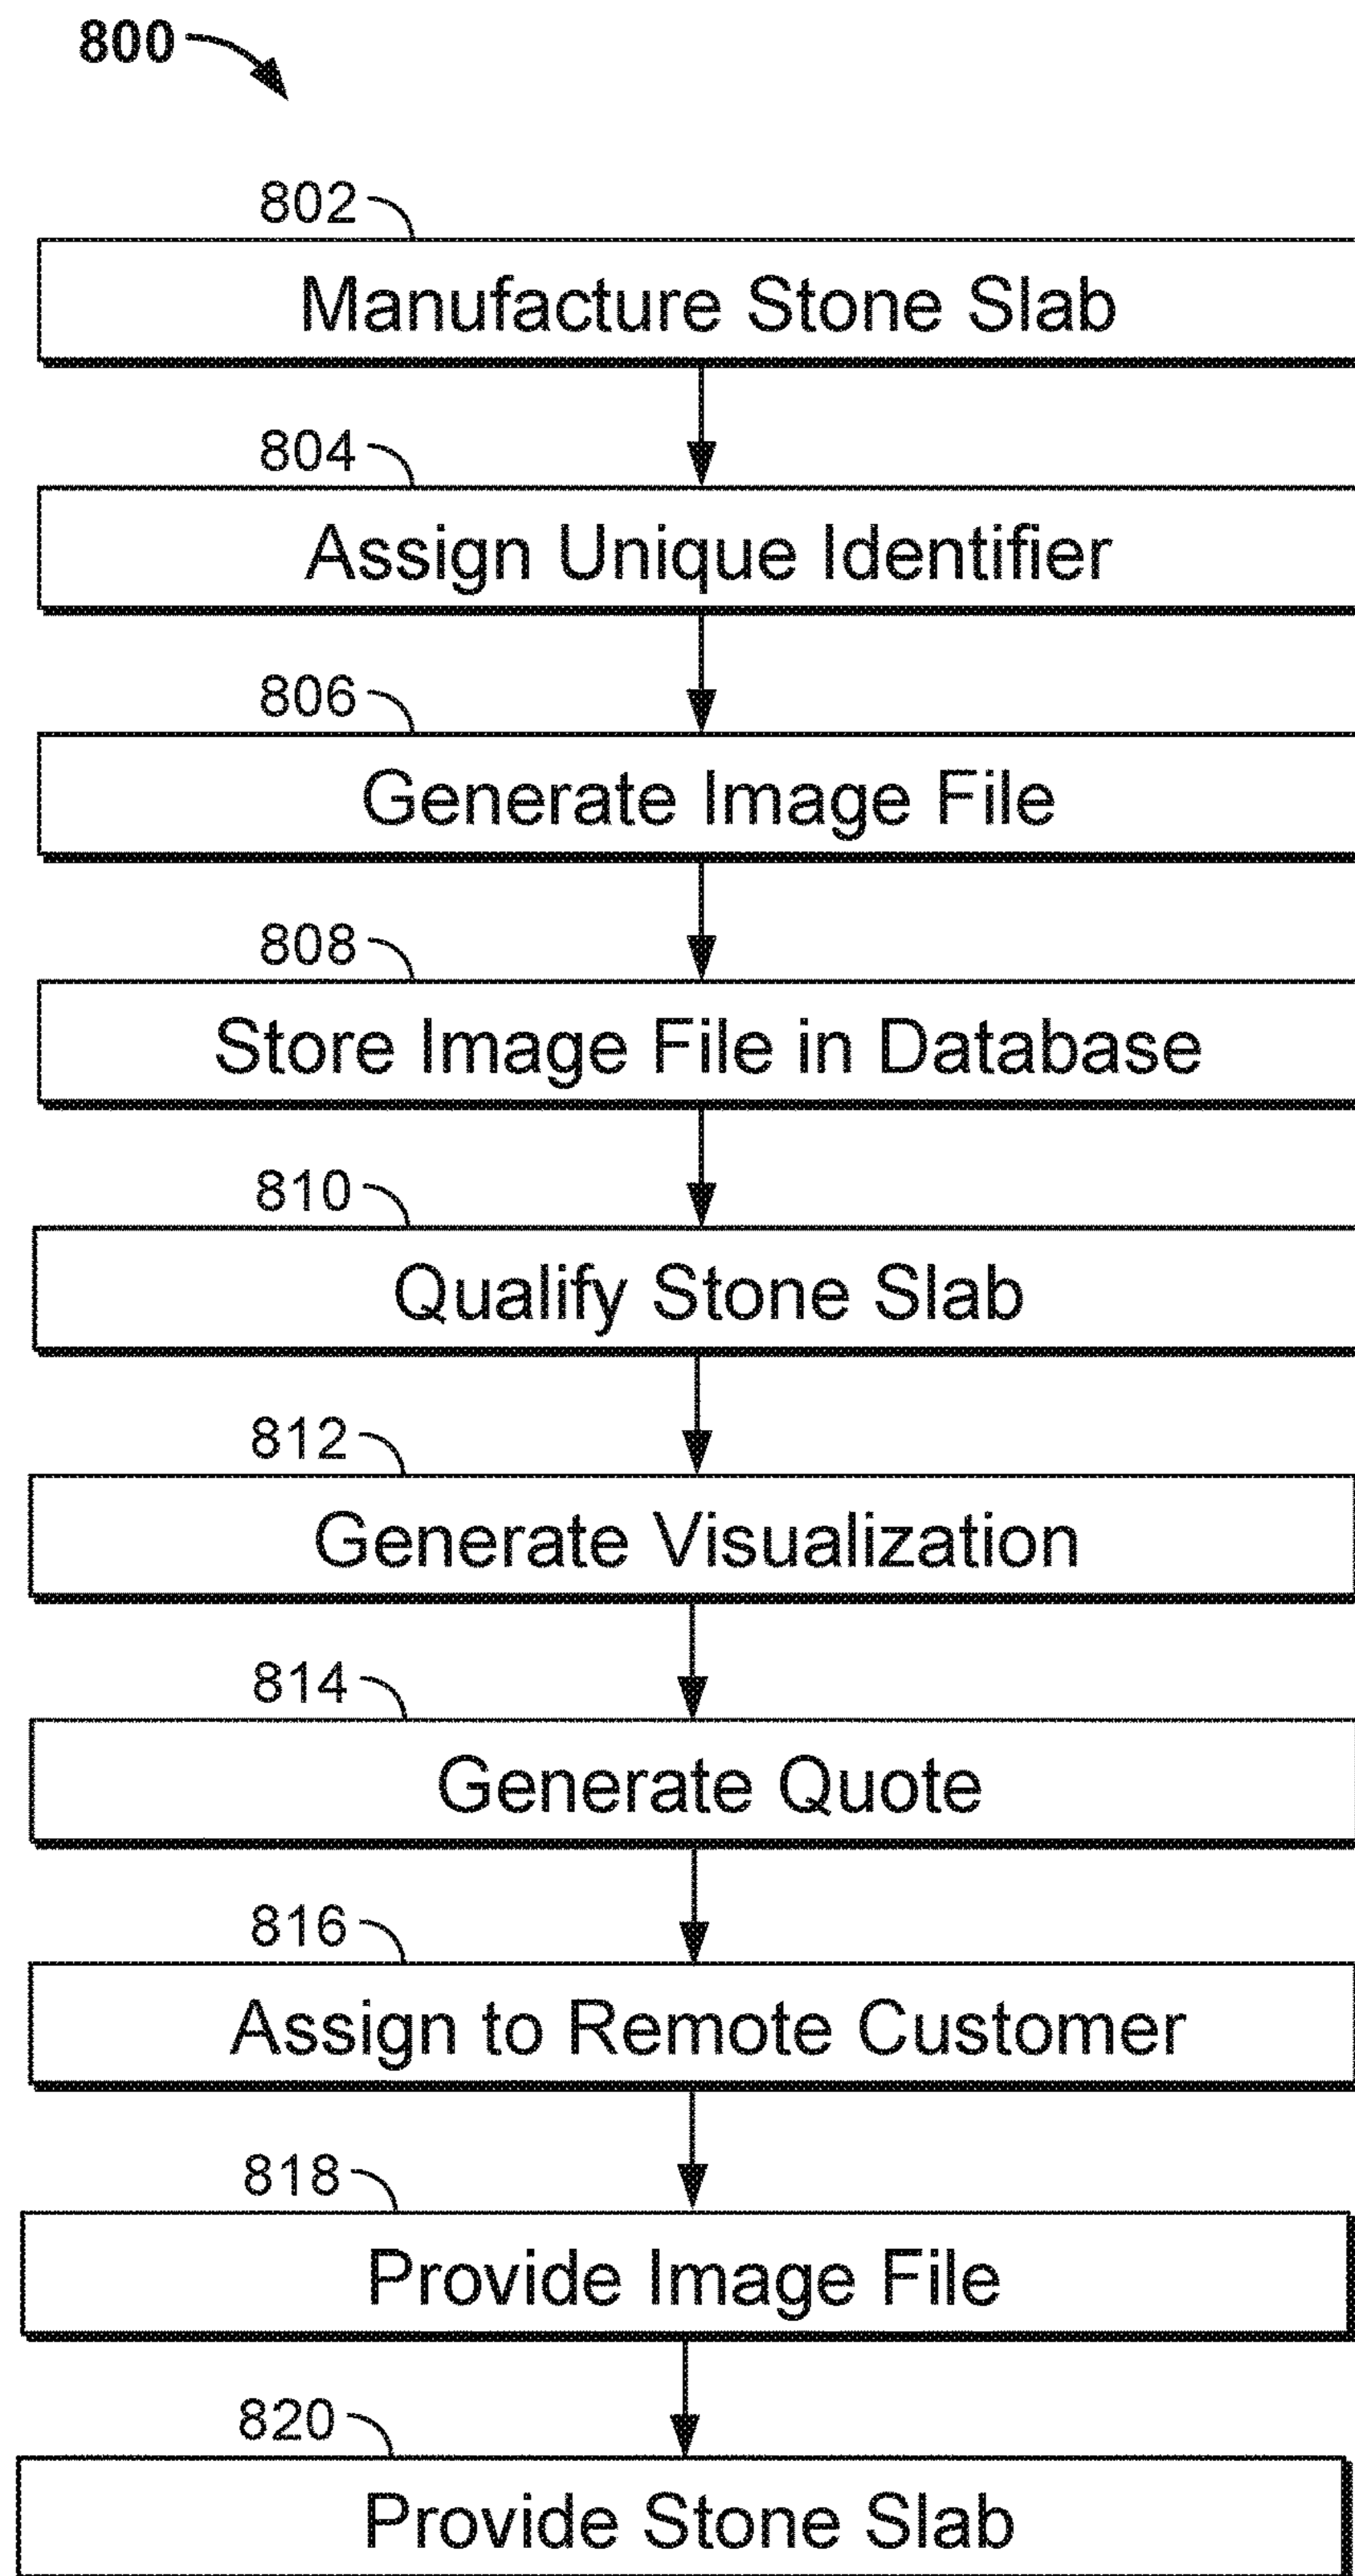 800
802
Manufacture Stone Slab
804
Assign Unique Identifier
806
Generate Image File
808
Store Image File in Database
810
Qualify Stone Slab
812
Generate Visualization
814
Generate Quote
816
Assign to Remote Customer
818
Provide Image File
820
Provide Stone Slab